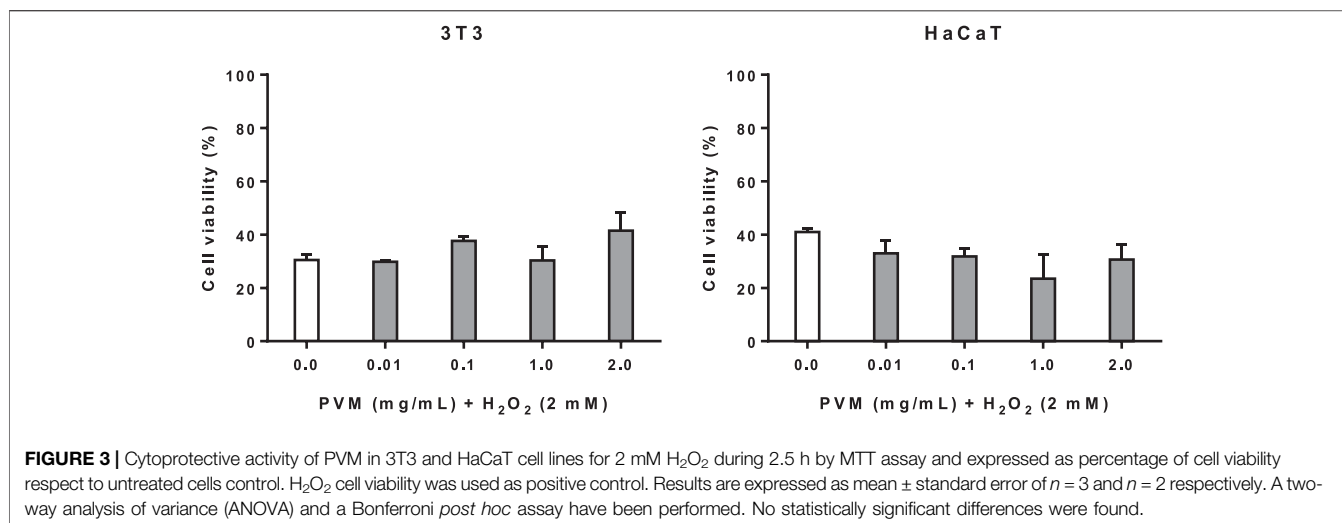 3T3
HaCaT
Cell viability (%)
100
80
60
40
20
0
0.0 0.01 0.1 1.0 2.0
PVM (mg/mL) + H₂O₂ (2 mM)
Cell viability (%)
100
80
60
40
20
0
0.0 0.01 0.1 1.0 2.0
PVM (mg/mL) + H₂O₂ (2 mM)
FIGURE 3 | Cytoprotective activity of PVM in 3T3 and HaCaT cell lines for 2 mM H₂O₂ during 2.5 h by MTT assay and expressed as percentage of cell viability
respect to untreated cells control. H₂O₂ cell viability was used as positive control. Results are expressed as mean ± standard error of n = 3 and n = 2 respectively. A two-
way analysis of variance (ANOVA) and a Bonferroni post hoc assay have been performed. No statistically significant differences were found.